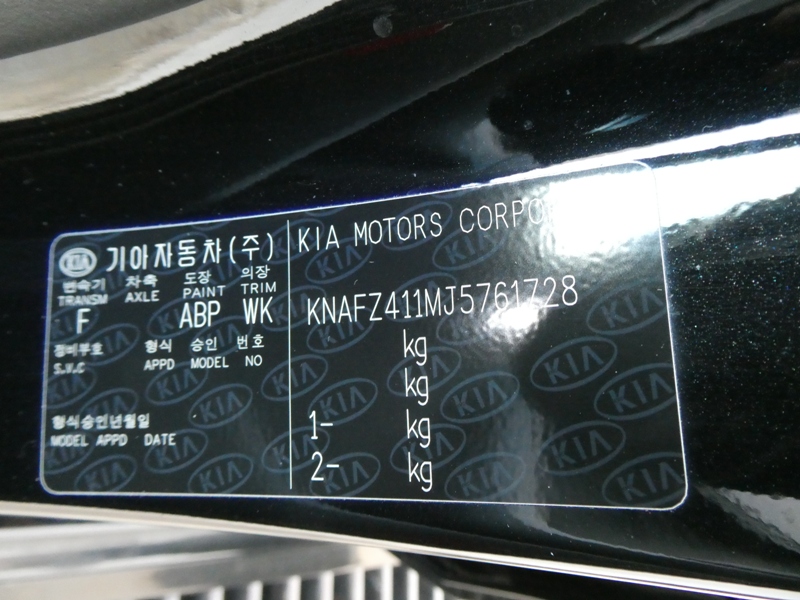 KIA 기아자동차(주)
변속기 차축 도장 의장
TRANSM AXLE PAINT TRIM
F ABP WK
정비부호 형식 승인 번호
S.V.C APPD MODEL NO
형식승인년월일
MODEL APPD DATE
KIA MOTORS
KNAFZ411MJ5761728
kg
kg
1- kg
2- kg